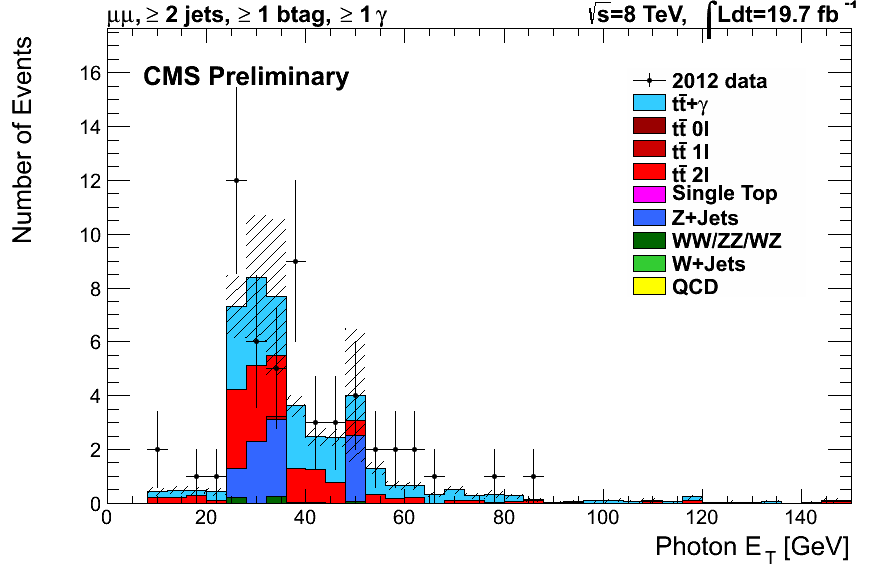 μμ, ≥ 2 jets, ≥ 1 btag, ≥ 1 γ √s=8 TeV, ∫Ldt=19.7 fb⁻¹
CMS Preliminary
Number of Events
16
14
12
10
8
6
4
2
0
2012 data
tt̄+γ
tt̄ 0l
tt̄ 1l
tt̄ 2l
Single Top
Z+Jets
WW/ZZ/WZ
W+Jets
QCD
0 20 40 60 80 100 120 140
Photon E_T [GeV]